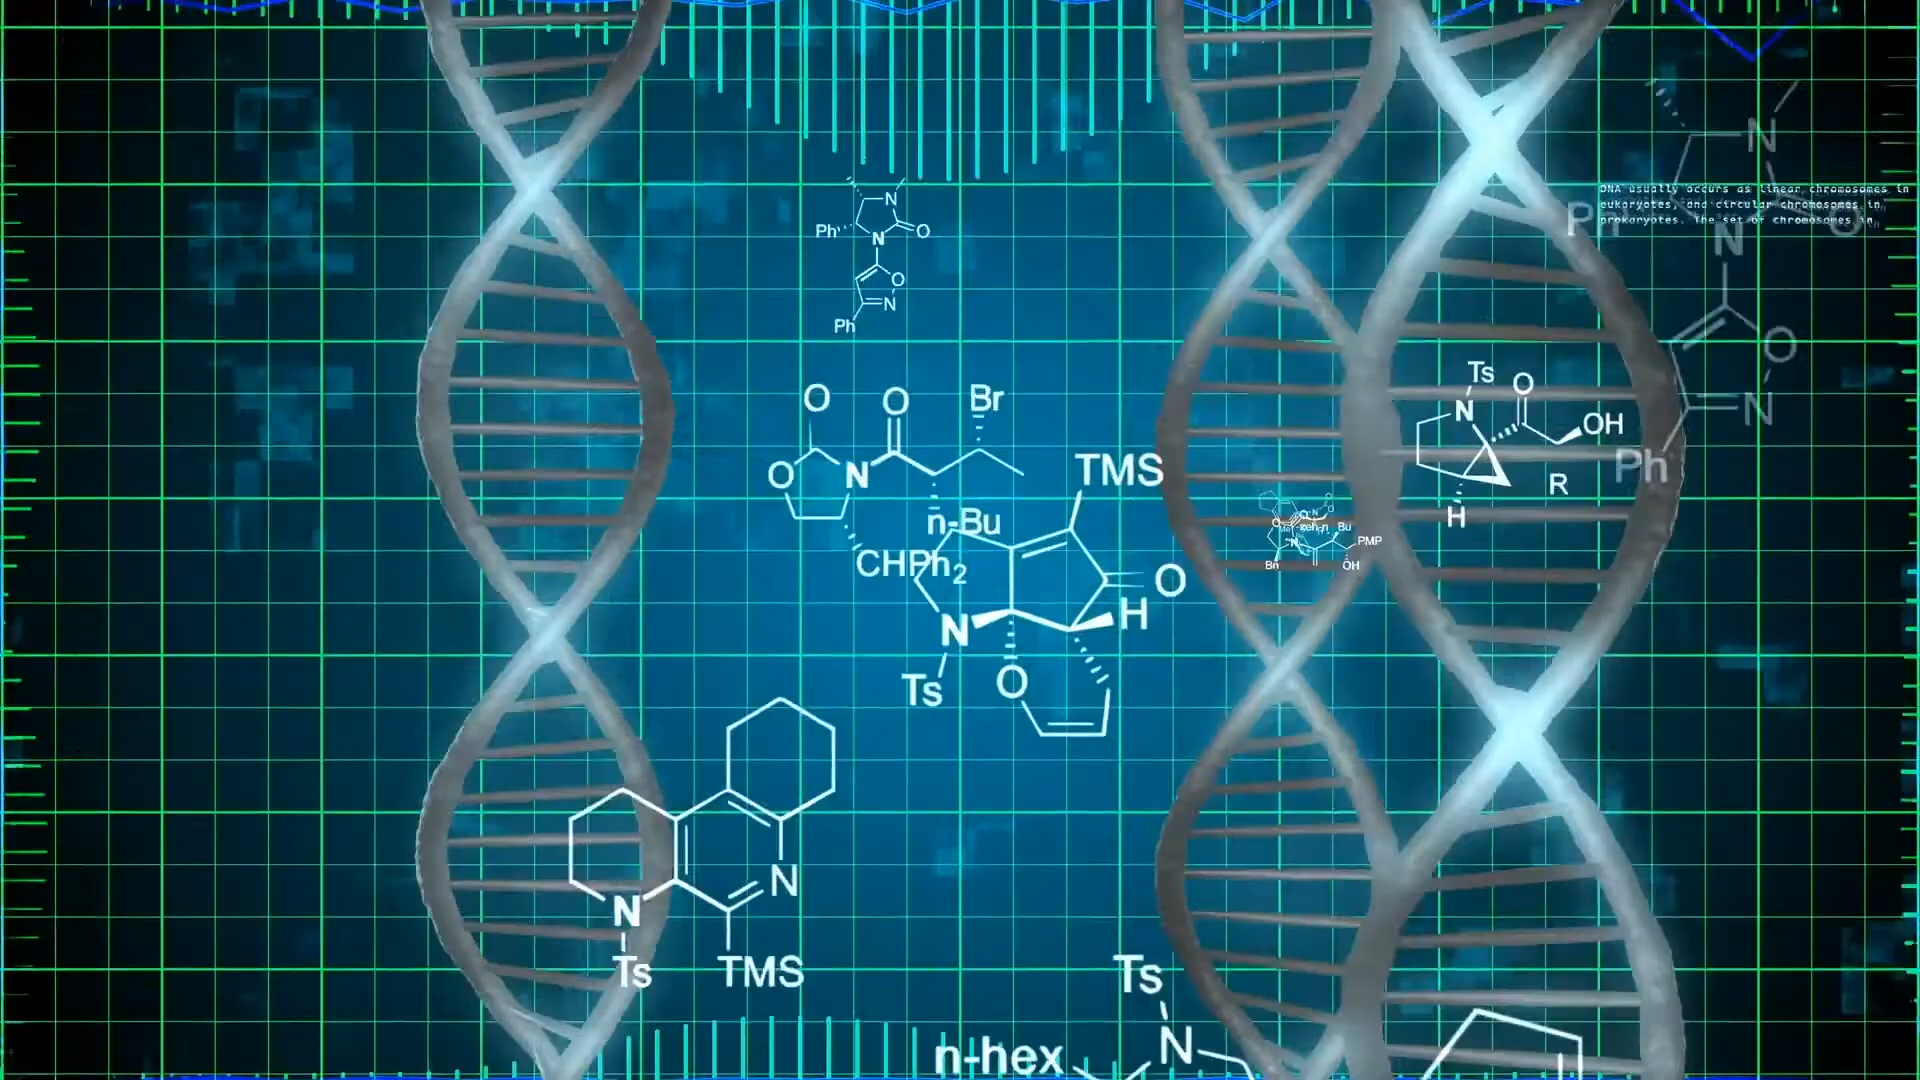 DNA usually occurs as linear chromosomes in
eukaryotes, and circular chromosomes in
prokaryotes. The set of chromosomes in
N
Ph
N
O
N
O
N
Ph
Ph
N
O
N
O
N
Ph
O
O
Br
O
N
n-Bu
CHPh2
TMS
O
H
N
Ts
O
Ts
O
N
OH
R
H
Bu
PMP
Bn
OH
N
N
Ts
TMS
Ts
N
n-hex